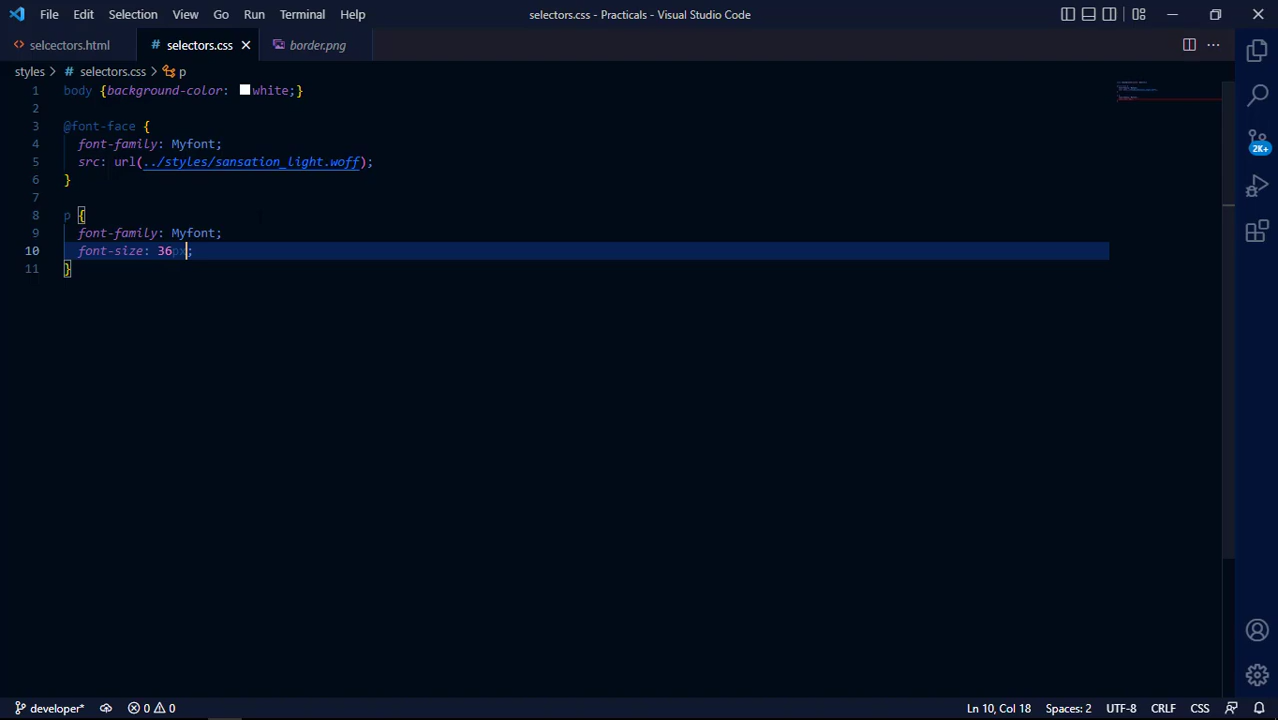 File Edit Selection View Go Run Terminal Help selectors.css - Practicals - Visual Studio Code
<> selcectors.html # selectors.css × border.png ···
styles > # selectors.css > p
1 body {background-color: white;}
2
3 @font-face {
4 font-family: Myfont;
5 src: url(../styles/sansation_light.woff);
6 }
7
8 p {
9 font-family: Myfont;
10 font-size: 36px;
11 }
2K+
developer* 0 0 Ln 10, Col 18 Spaces: 2 UTF-8 CRLF CSS